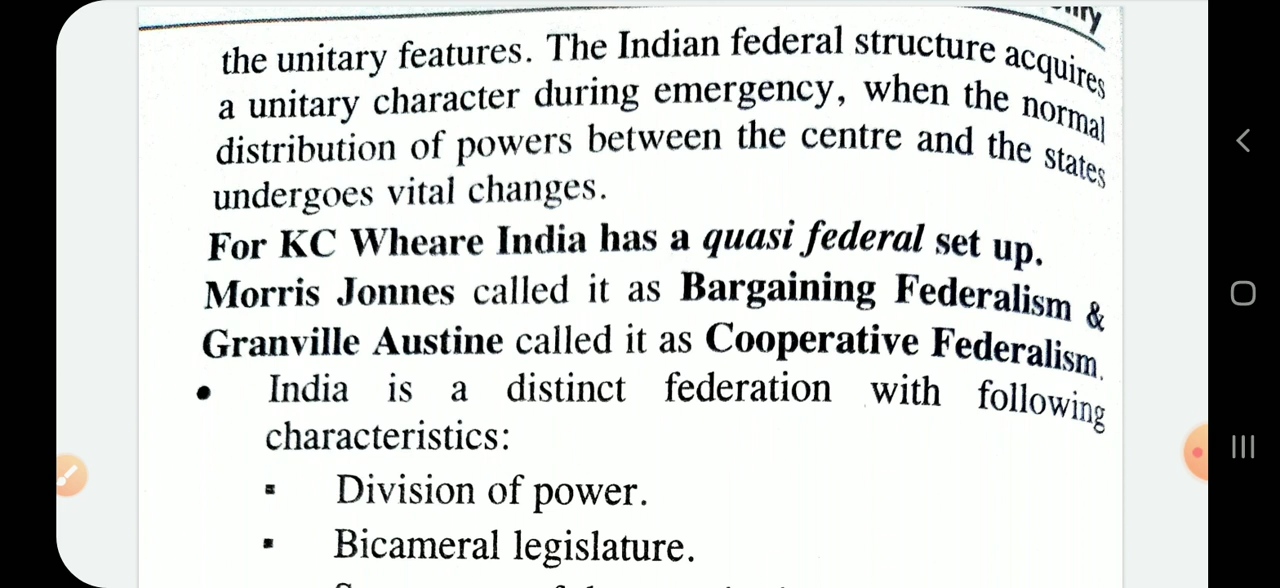 the unitary features. The Indian federal structure acquires
a unitary character during emergency, when the normal
distribution of powers between the centre and the states
undergoes vital changes.
For KC Wheare India has a quasi federal set up.
Morris Jonnes called it as Bargaining Federalism &
Granville Austine called it as Cooperative Federalism.
• India is a distinct federation with following
characteristics:
▪ Division of power.
▪ Bicameral legislature.